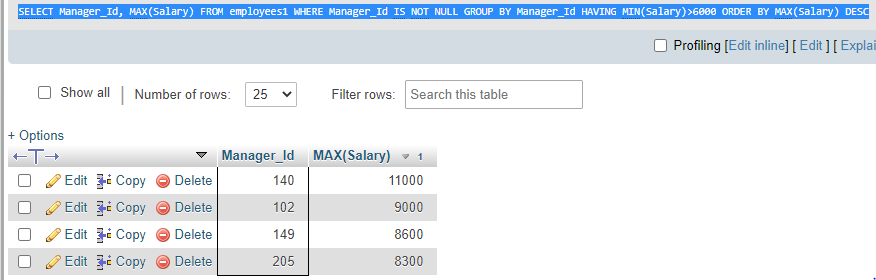 SELECT Manager_Id, MAX(Salary) FROM employees1 WHERE Manager_Id IS NOT NULL GROUP BY Manager_Id HAVING MIN(Salary)>6000 ORDER BY MAX(Salary) DESC
Profiling [Edit inline] [ Edit ] [ Explai
Show all | Number of rows: 25 Filter rows: Search this table
+ Options
←T→ Manager_Id MAX(Salary) 1
Edit Copy Delete 140 11000
Edit Copy Delete 102 9000
Edit Copy Delete 149 8600
Edit Copy Delete 205 8300